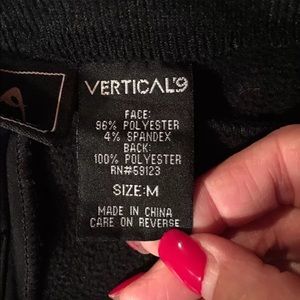 VERTICAL'9
FACE:
96% POLYESTER
4% SPANDEX
BACK:
100% POLYESTER
RN#59123
SIZE:M
MADE IN CHINA
CARE ON REVERSE